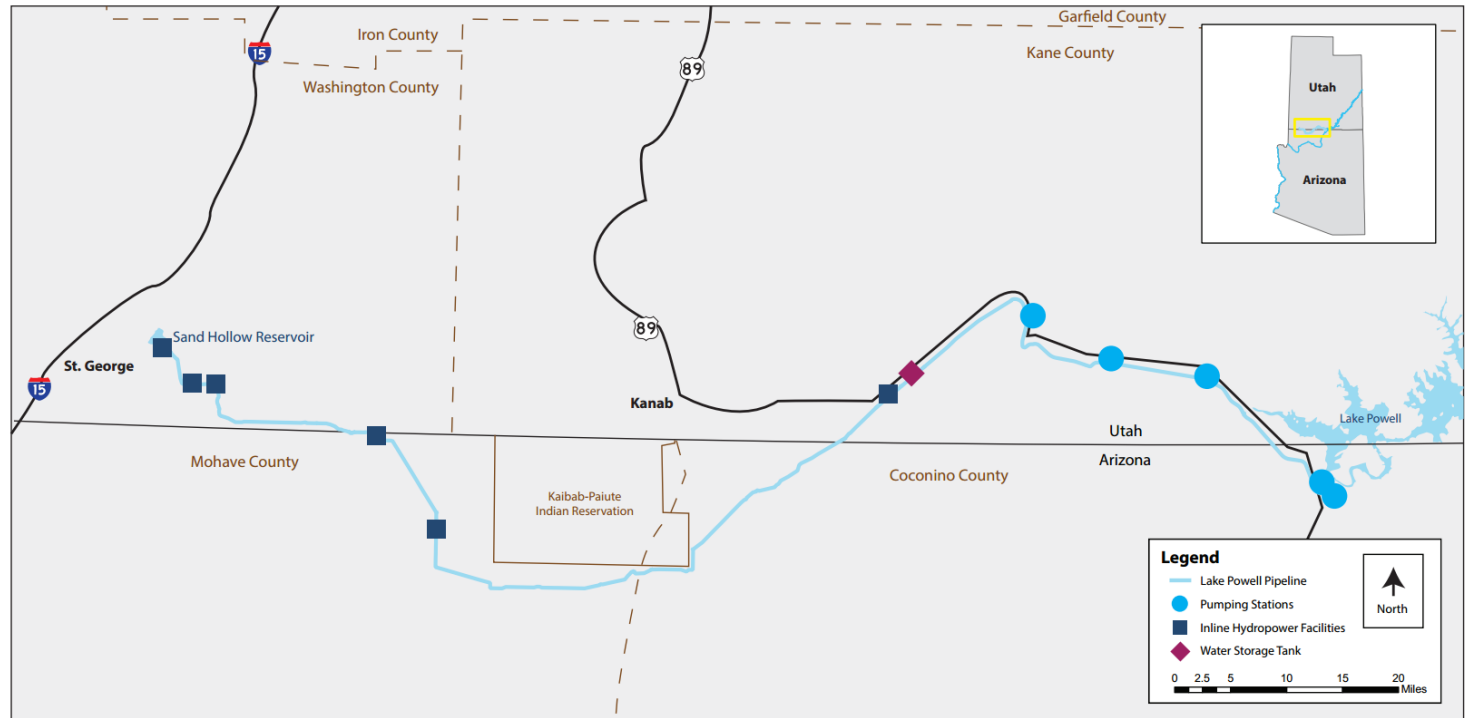 Garfield County
Iron County
Kane County
15
89
Washington County
Utah
Arizona
89
Sand Hollow Reservoir
St. George
15
Kanab
Lake Powell
Utah
Arizona
Mohave County
Coconino County
Kaibab-Paiute
Indian Reservation
Legend
Lake Powell Pipeline
Pumping Stations
Inline Hydropower Facilities
Water Storage Tank
North
0 2.5 5 10 15 20
Miles